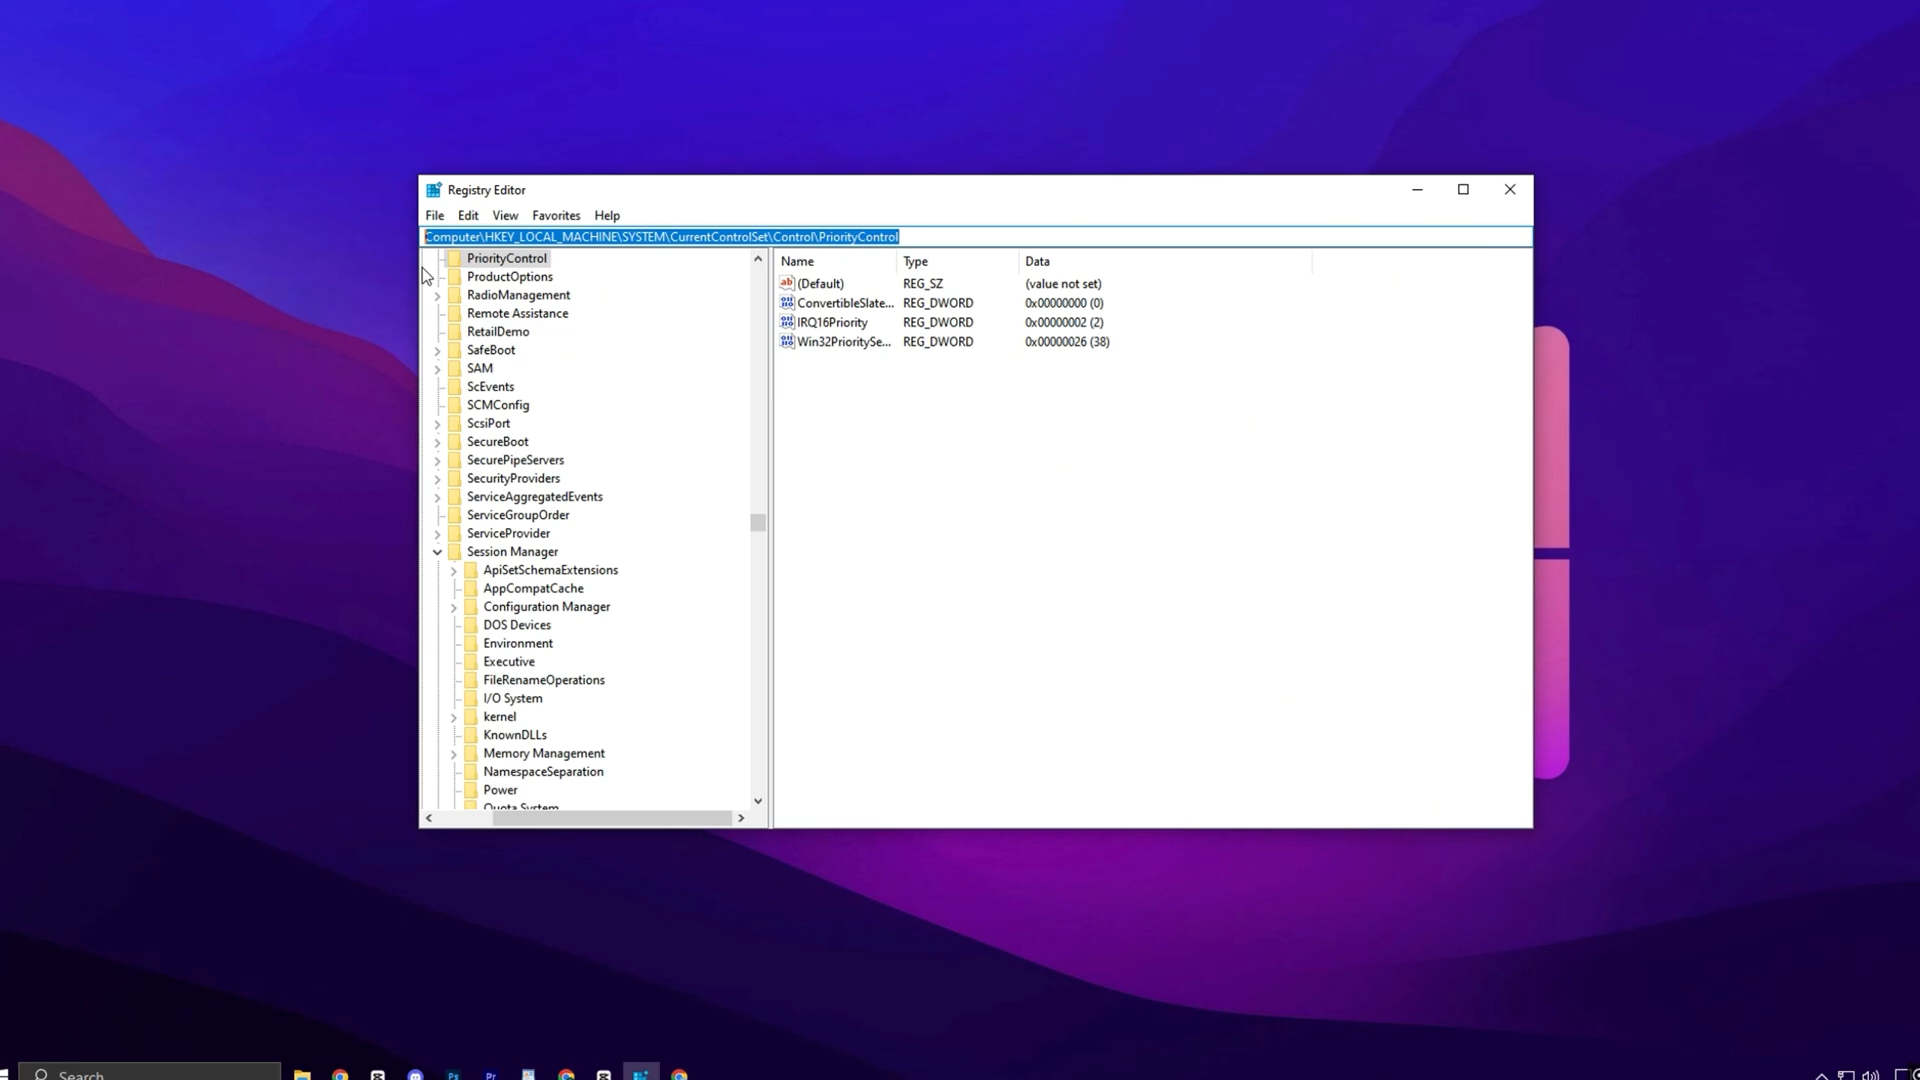 Registry Editor
File Edit View Favorites Help
Computer\HKEY_LOCAL_MACHINE\SYSTEM\CurrentControlSet\Control\PriorityControl
PriorityControl
ProductOptions
RadioManagement
Remote Assistance
RetailDemo
SafeBoot
SAM
ScEvents
SCMConfig
ScsiPort
SecureBoot
SecurePipeServers
SecurityProviders
ServiceAggregatedEvents
ServiceGroupOrder
ServiceProvider
Session Manager
ApiSetSchemaExtensions
AppCompatCache
Configuration Manager
DOS Devices
Environment
Executive
FileRenameOperations
I/O System
kernel
KnownDLLs
Memory Management
NamespaceSeparation
Power
Quota System
Name Type Data
ab (Default) REG_SZ (value not set)
ConvertibleSlate... REG_DWORD 0x00000000 (0)
IRQ16Priority REG_DWORD 0x00000002 (2)
Win32PrioritySe... REG_DWORD 0x00000026 (38)
Search
Ps
Pr